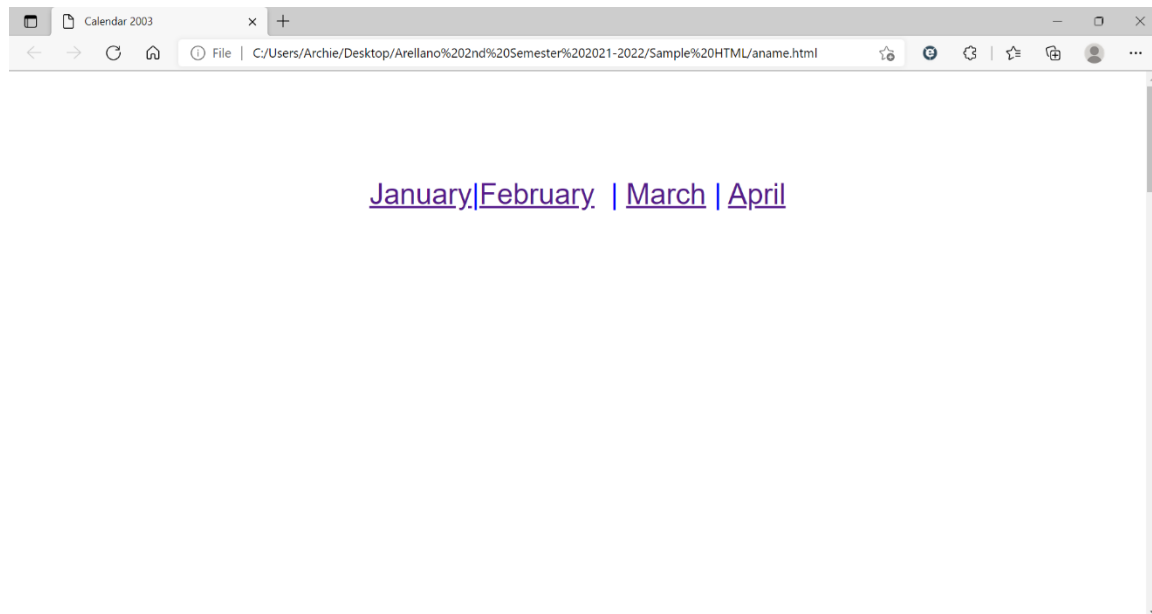 Calendar 2003
File | C:/Users/Archie/Desktop/Arellano%202nd%20Semester%202021-2022/Sample%20HTML/aname.html
January|February | March | April